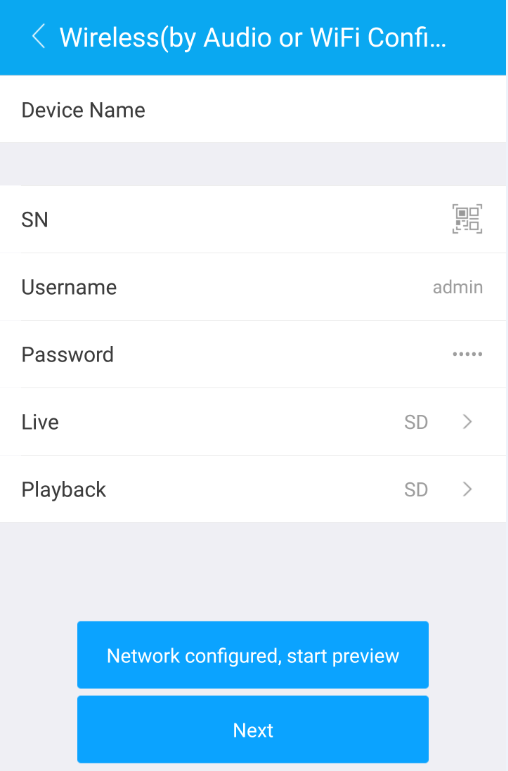 Wireless(by Audio or WiFi Confi...
Device Name
SN
Username admin
Password •••••
Live SD
Playback SD
Network configured, start preview
Next